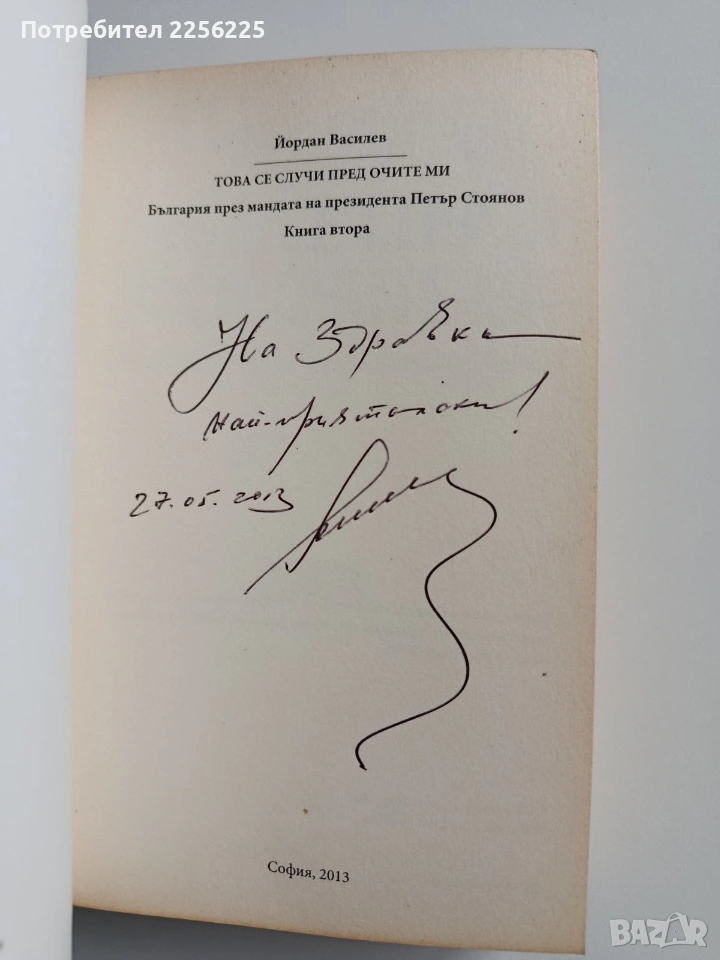 Потребител 2256225
Йордан Василев
ТОВА СЕ СЛУЧИ ПРЕД ОЧИТЕ МИ
България през мандата на президента Петър Стоянов
Книга втора
На Здравка
най-приятелски!
27.05.2013
София, 2013
BAZAR